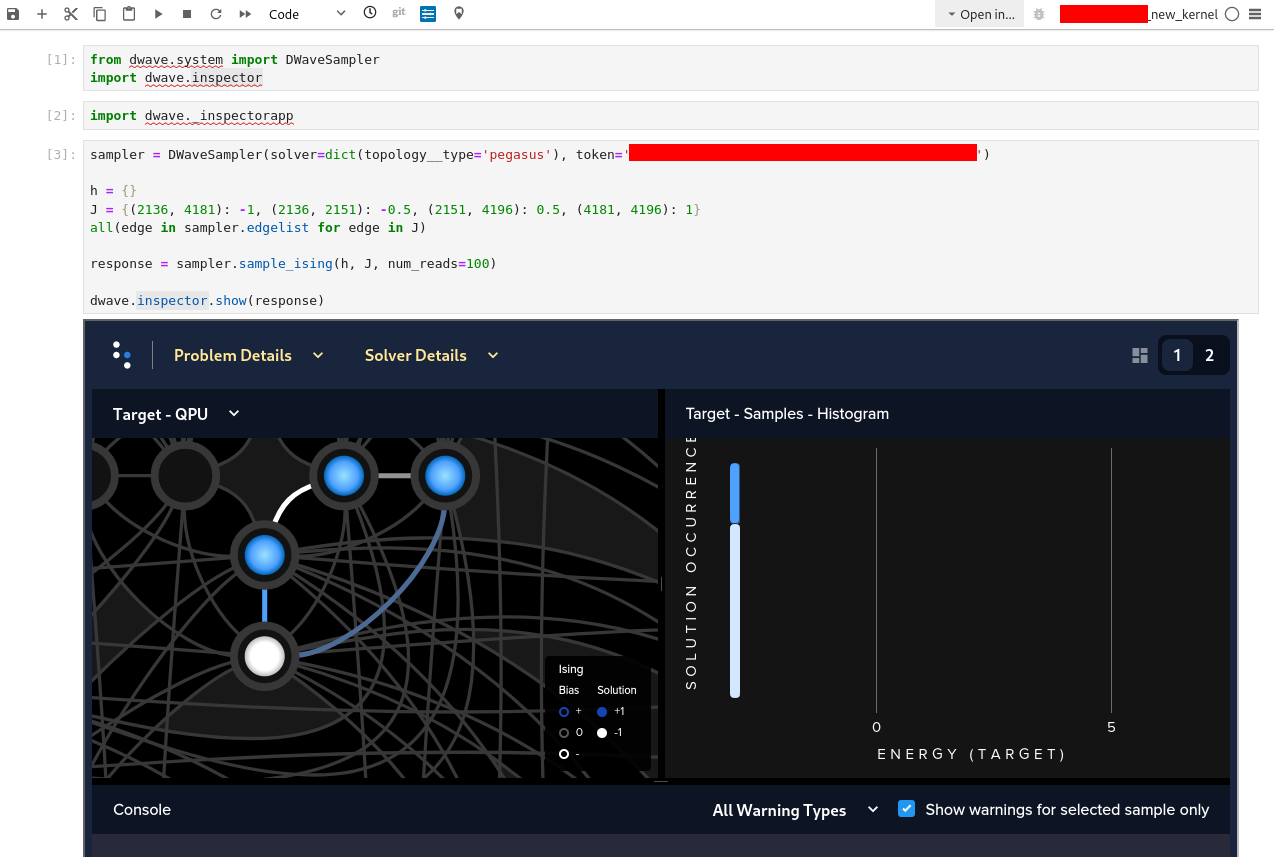 Code
git
Open in...
_new_kernel
[1]:
from dwave.system import DWaveSampler
import dwave.inspector
[2]:
import dwave._inspectorapp
[3]:
sampler = DWaveSampler(solver=dict(topology__type='pegasus'), token='')
h = {}
J = {(2136, 4181): -1, (2136, 2151): -0.5, (2151, 4196): 0.5, (4181, 4196): 1}
all(edge in sampler.edgelist for edge in J)
response = sampler.sample_ising(h, J, num_reads=100)
dwave.inspector.show(response)
Problem Details
Solver Details
1 2
Target - QPU
Ising
Bias Solution
+ +1
0 -1
-
Target - Samples - Histogram
SOLUTION OCCURRENCE
0 5
ENERGY (TARGET)
Console
All Warning Types
Show warnings for selected sample only